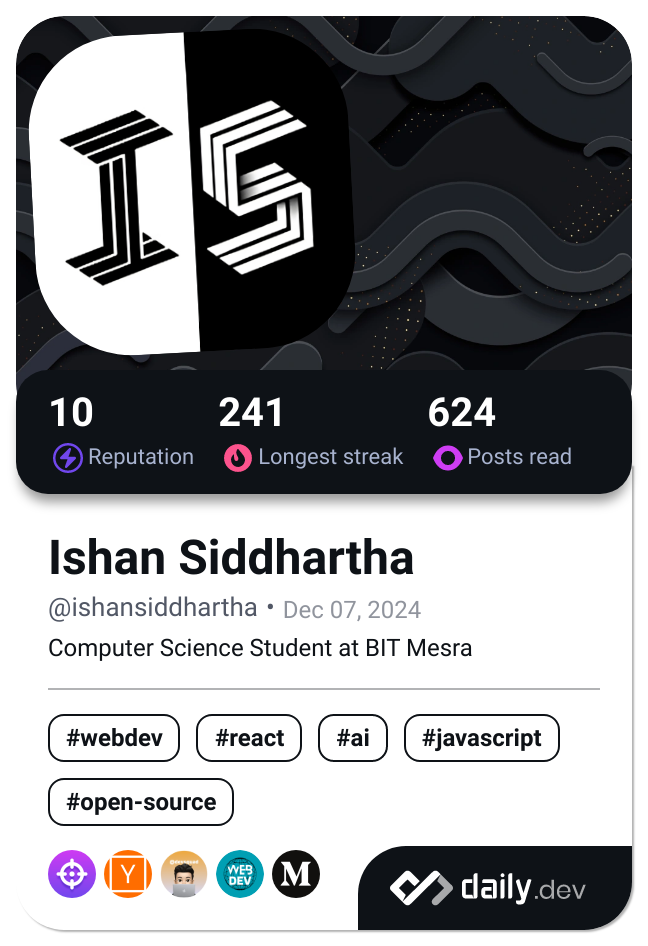 IS
10 241 624
Reputation Longest streak Posts read
Ishan Siddhartha
@ishansiddhartha • Dec 07, 2024
Computer Science Student at BIT Mesra
#webdev #react #ai #javascript
#open-source
Y WEB DEV M daily.dev